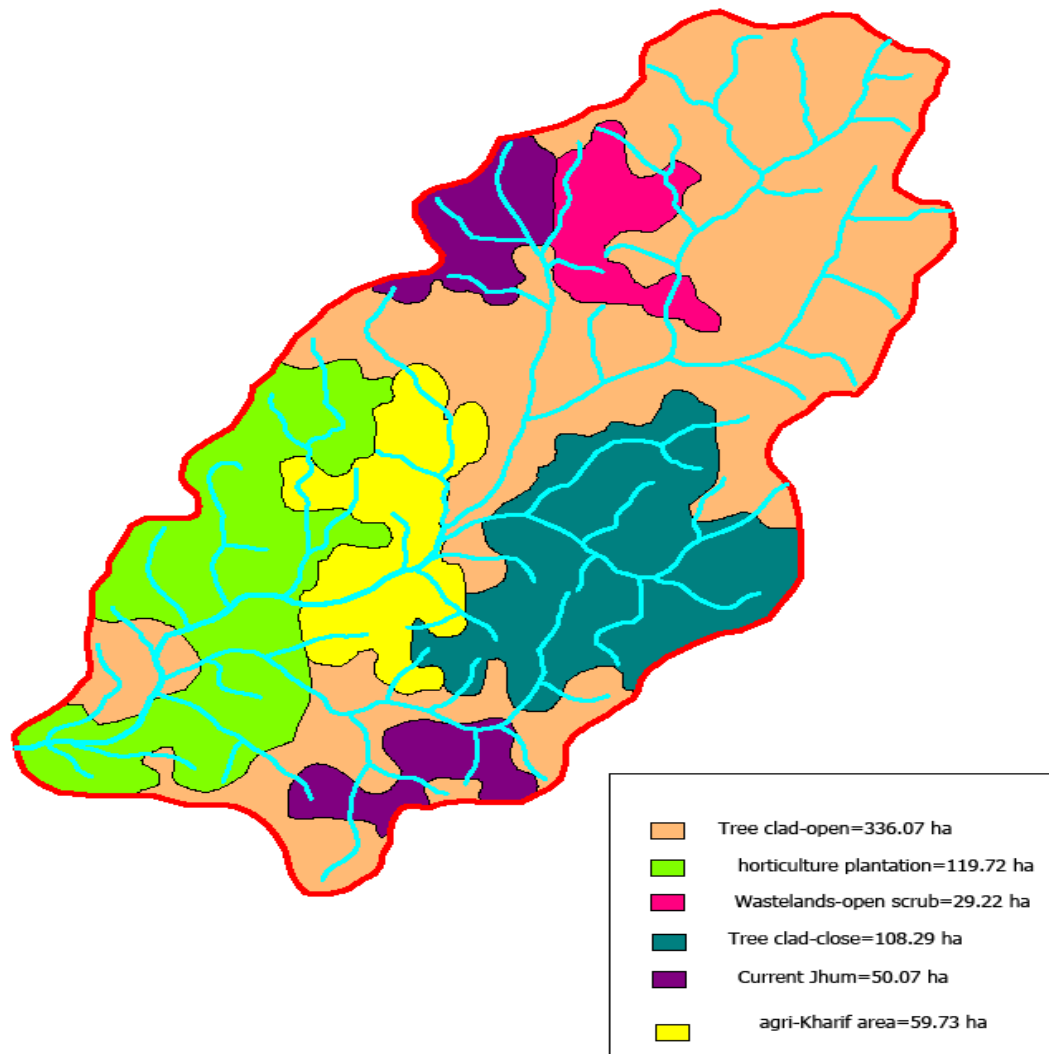 Tree clad-open=336.07 ha
horticulture plantation=119.72 ha
Wastelands-open scrub=29.22 ha
Tree clad-close=108.29 ha
Current Jhum=50.07 ha
agri-Kharif area=59.73 ha